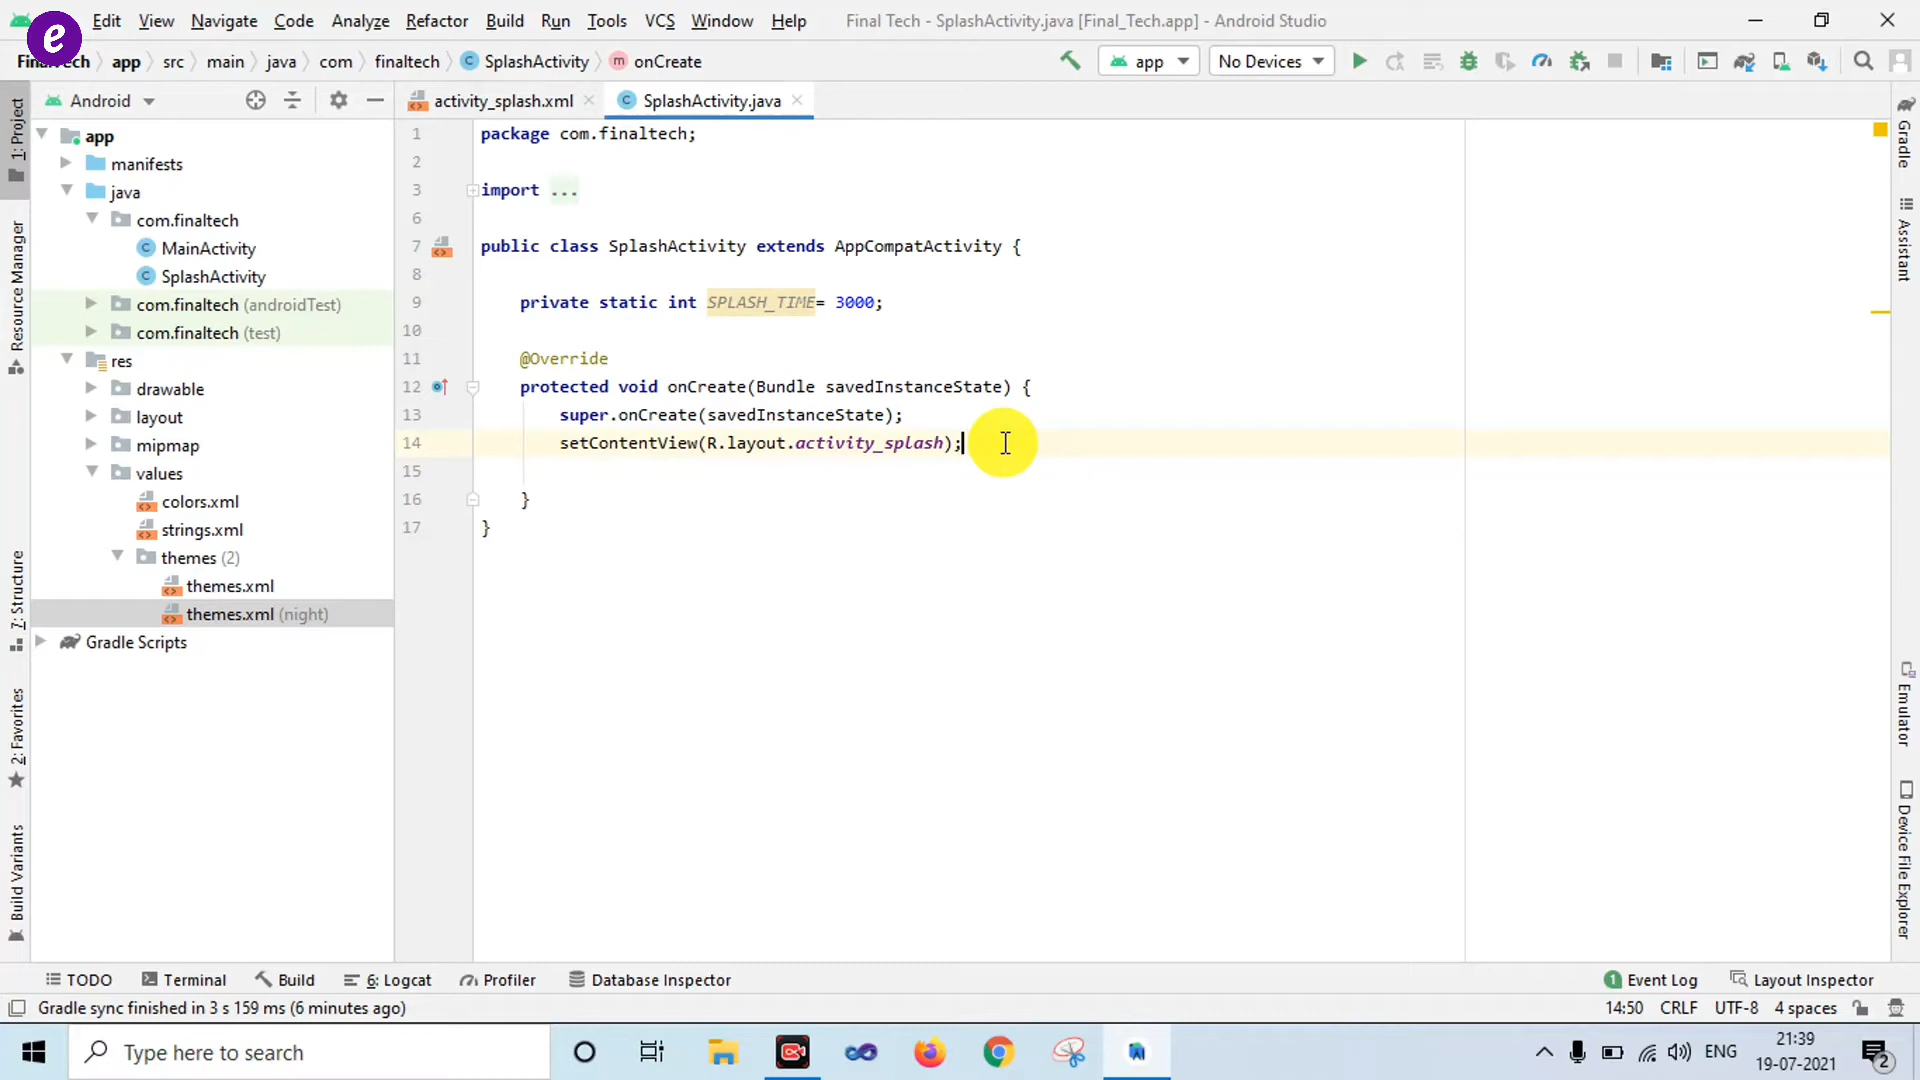 e
Edit View Navigate Code Analyze Refactor Build Run Tools VCS Window Help Final Tech - SplashActivity.java [Final_Tech.app] - Android Studio
app src main java com finaltech SplashActivity onCreate app No Devices
Android activity_splash.xml SplashActivity.java
app
manifests
java
com.finaltech
MainActivity
SplashActivity
com.finaltech (androidTest)
com.finaltech (test)
res
drawable
layout
mipmap
values
colors.xml
strings.xml
themes (2)
themes.xml
themes.xml (night)
Gradle Scripts
1: Project
Resource Manager
7: Structure
2: Favorites
Build Variants
1 package com.finaltech;
2
3 import ...
6
7 public class SplashActivity extends AppCompatActivity {
8
9 private static int SPLASH_TIME= 3000;
10
11 @Override
12 protected void onCreate(Bundle savedInstanceState) {
13 super.onCreate(savedInstanceState);
14 setContentView(R.layout.activity_splash);
15
16 }
17 }
Gradle
Assistant
Emulator
Device File Explorer
TODO Terminal Build 6: Logcat Profiler Database Inspector 1 Event Log Layout Inspector
Gradle sync finished in 3 s 159 ms (6 minutes ago) 14:50 CRLF UTF-8 4 spaces
Type here to search ENG 21:39
19-07-2021 2